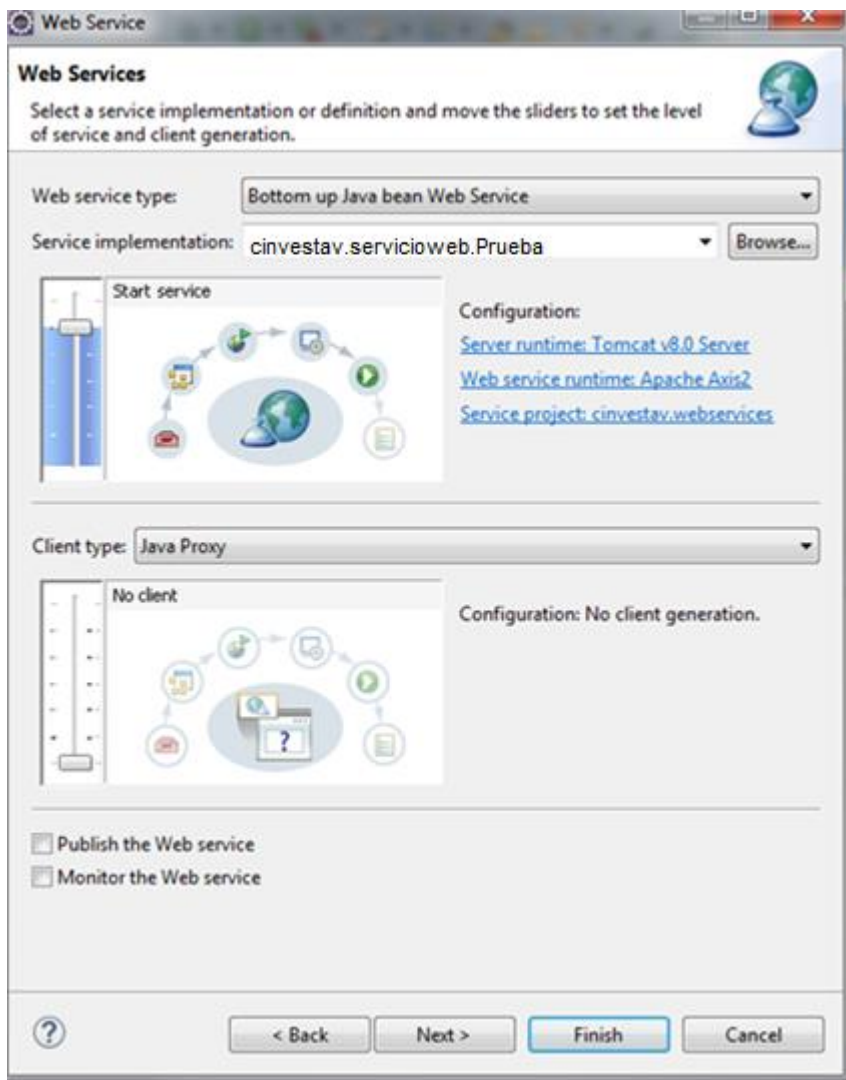 Web Service
Web Services
Select a service implementation or definition and move the sliders to set the level
of service and client generation.
Web service type: Bottom up Java bean Web Service
Service implementation: cinvestav.servicioweb.Prueba Browse...
Start service
Configuration:
Server runtime: Tomcat v8.0 Server
Web service runtime: Apache Axis2
Service project: cinvestav.webservices
Client type: Java Proxy
No client
Configuration: No client generation.
Publish the Web service
Monitor the Web service
? < Back Next > Finish Cancel